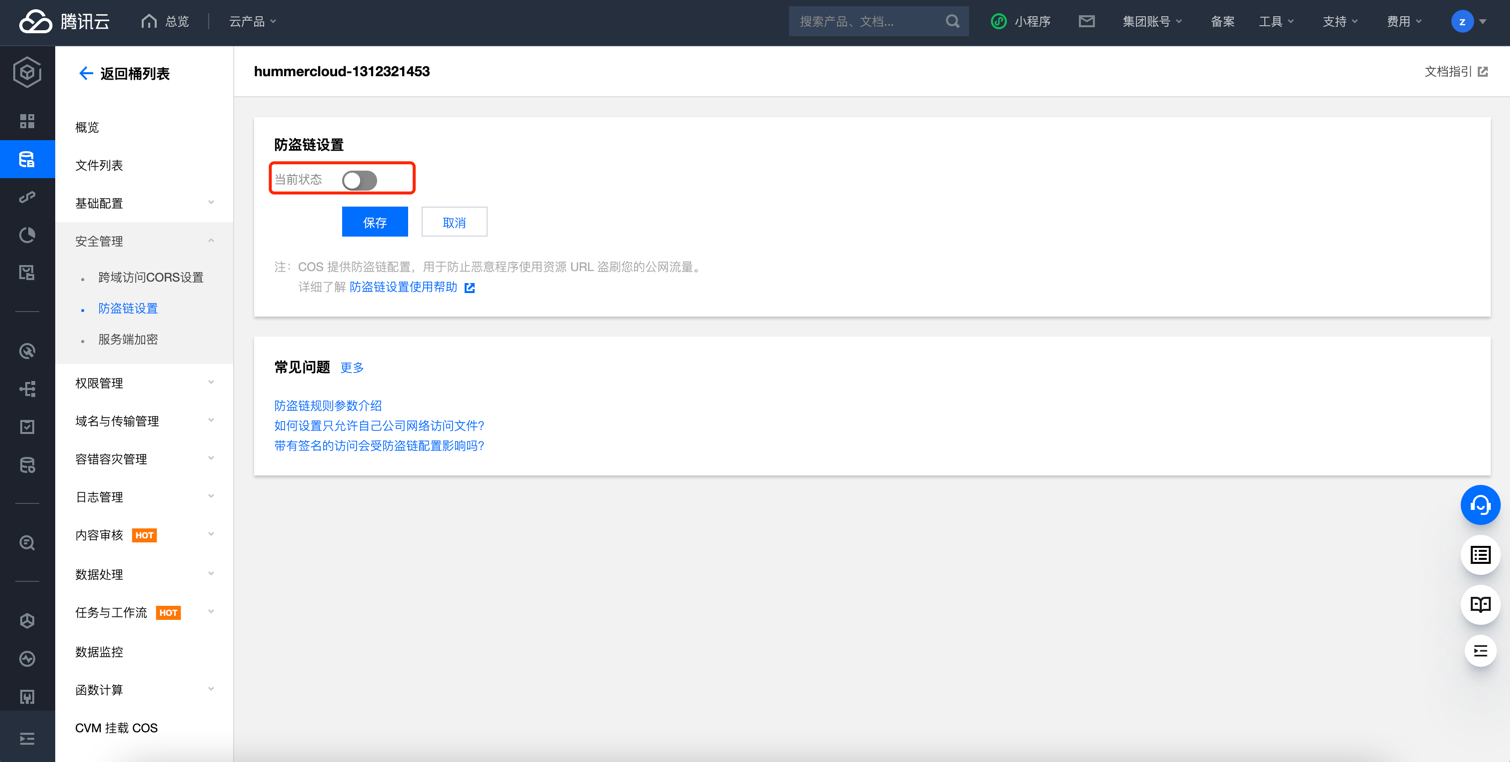 腾讯云
总览
云产品
搜索产品、文档...
小程序
集团账号
备案
工具
支持
费用
z
返回桶列表
概览
文件列表
基础配置
安全管理
跨域访问CORS设置
防盗链设置
服务端加密
权限管理
域名与传输管理
容错容灾管理
日志管理
内容审核 HOT
数据处理
任务与工作流 HOT
数据监控
函数计算
CVM 挂载 COS
hummercloud-1312321453
文档指引
防盗链设置
当前状态
保存
取消
注: COS 提供防盗链配置，用于防止恶意程序使用资源 URL 盗刷您的公网流量。
详细了解 防盗链设置使用帮助
常见问题 更多
防盗链规则参数介绍
如何设置只允许自己公司网络访问文件?
带有签名的访问会受防盗链配置影响吗?